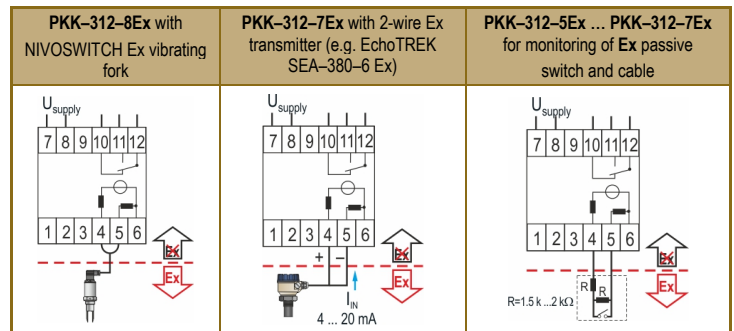 PKK–312–8Ex with
NIVOSWITCH Ex vibrating
fork
PKK–312–7Ex with 2-wire Ex
transmitter (e.g. EchoTREK
SEA–380–6 Ex)
PKK–312–5Ex ... PKK–312–7Ex
for monitoring of Ex passive
switch and cable
Usupply
7 8 9 10 11 12
1 2 3 4 5 6
Ex
Ex
Usupply
7 8 9 10 11 12
1 2 3 4 5 6
+ –
Ex
Ex
IIN
4 ... 20 mA
Usupply
7 8 9 10 11 12
1 2 3 4 5 6
Ex
Ex
R
R
R=1.5 k ...2 kΩ